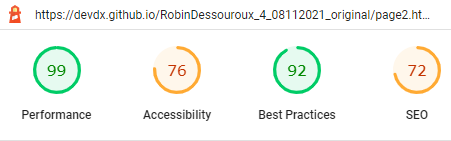 https://devdx.github.io/RobinDessouroux_4_08112021_original/page2.ht…
99 76 92 72
Performance Accessibility Best Practices SEO